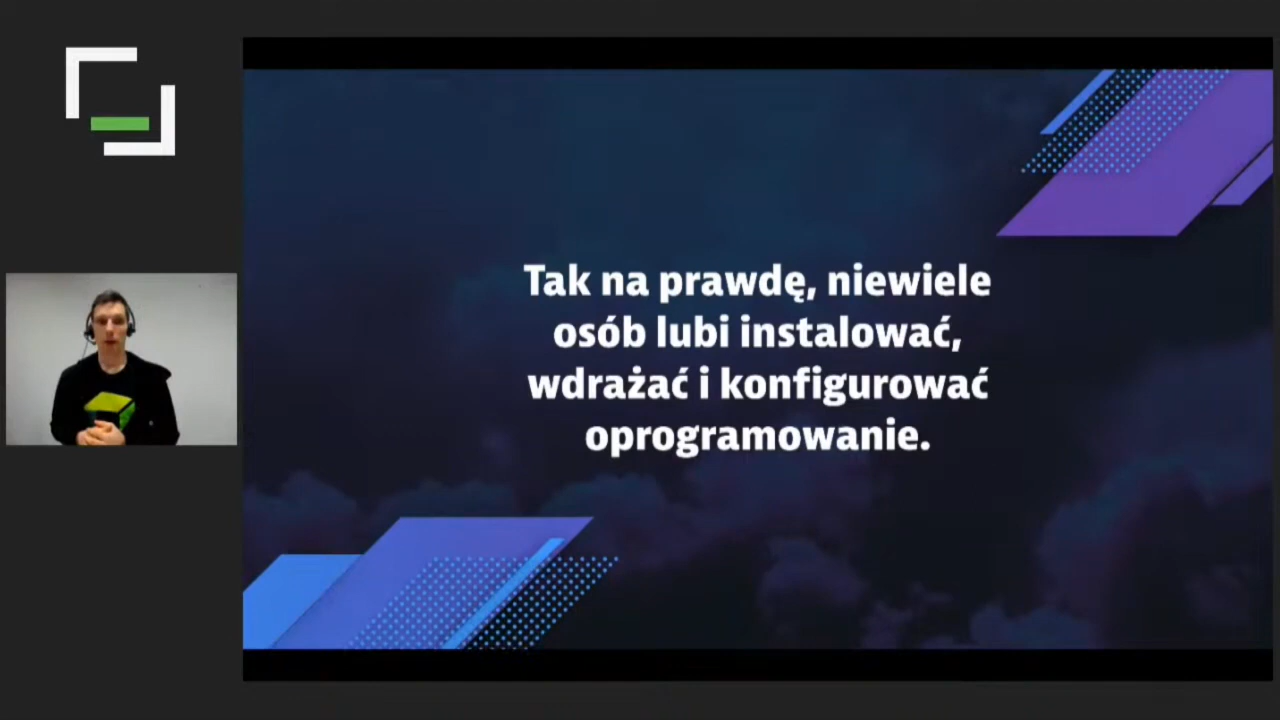 Tak na prawdę, niewiele
osób lubi instalować,
wdrażać i konfigurować
oprogramowanie.